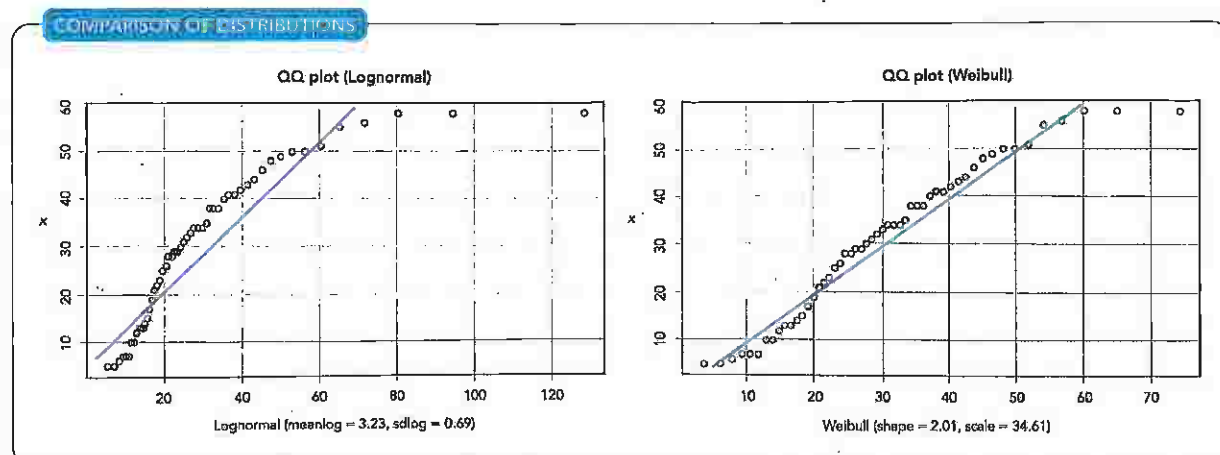 COMPARISON OF DISTRIBUTIONS
QQ plot (Lognormal)
60
50
40
30
20
10
x
20 40 60 80 100 120
Lognormal (meanlog = 3.23, sdlog = 0.69)
QQ plot (Weibull)
60
50
40
30
20
10
x
10 20 30 40 50 60 70
Weibull (shape = 2.01, scale = 34.61)